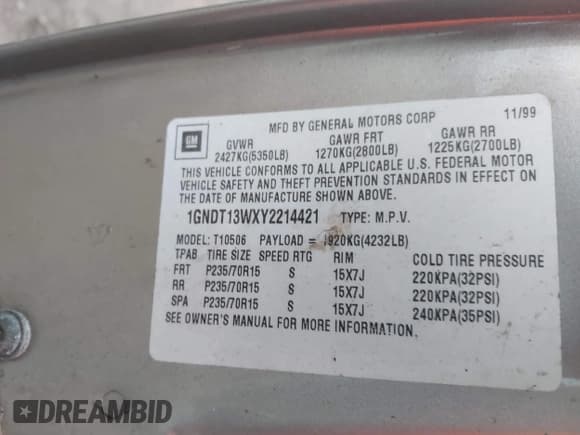 MFD BY GENERAL MOTORS CORP 11/99
GM
GVWR GAWR FRT GAWR RR
2427KG(5350LB) 1270KG(2800LB) 1225KG(2700LB)
THIS VEHICLE CONFORMS TO ALL APPLICABLE U.S. FEDERAL MOTOR
VEHICLE SAFETY AND THEFT PREVENTION STANDARDS IN EFFECT ON
THE DATE OF MANUFACTURE SHOWN ABOVE.
1GNDT13WXY2214421 TYPE: M.P.V.
MODEL: T10506 PAYLOAD = 1920KG(4232LB)
TPAB TIRE SIZE SPEED RTG RIM COLD TIRE PRESSURE
FRT P235/70R15 S 15X7J 220KPA(32PSI)
RR P235/70R15 S 15X7J 220KPA(32PSI)
SPA P235/70R15 S 15X7J 240KPA(35PSI)
SEE OWNER'S MANUAL FOR MORE INFORMATION.
DREAMBID